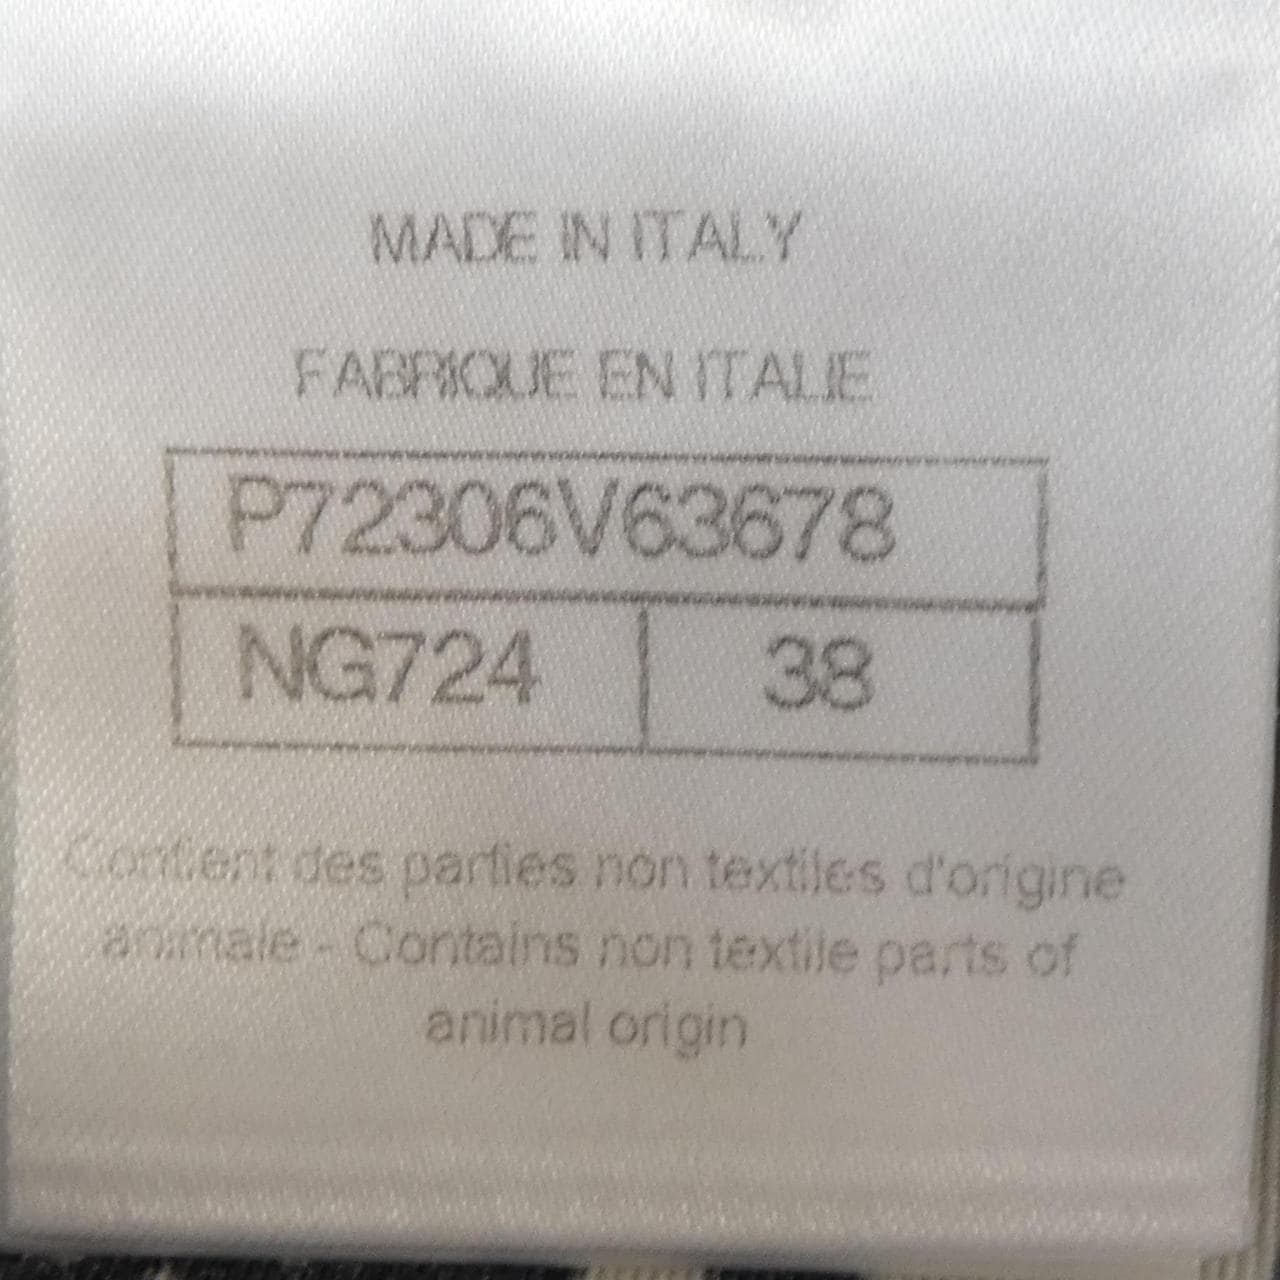 MADE IN ITALY
FABRIQUE EN ITALIE
P72306V63678
NG724 38
Contient des parties non textiles d'origine
animale - Contains non textile parts of
animal origin